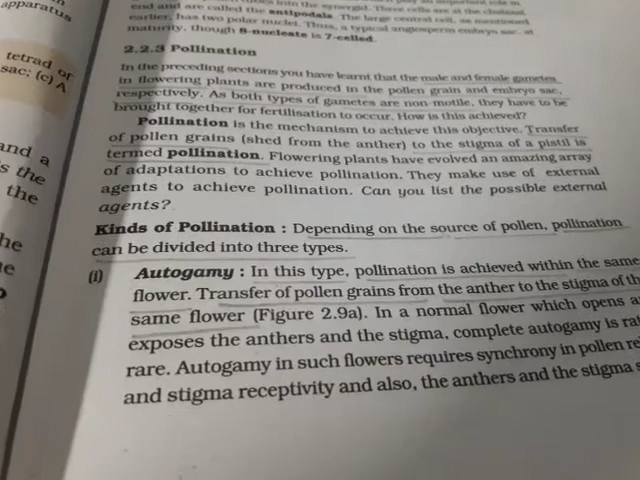 apparatus
tetrad of
sac; (c) A
and a
s the
the
he
end and are called the antipodals. The large central cell, as mentioned
earlier, has two polar nuclei. Thus, a typical angiosperm embryo sac, at
maturity, though 8-nucleate is 7-celled.
2.2.3 Pollination
In the preceding sections you have learnt that the male and female gametes
in flowering plants are produced in the pollen grain and embryo sac,
respectively. As both types of gametes are non-motile, they have to be
brought together for fertilisation to occur. How is this achieved?
Pollination is the mechanism to achieve this objective. Transfer
of pollen grains (shed from the anther) to the stigma of a pistil is
termed pollination. Flowering plants have evolved an amazing array
of adaptations to achieve pollination. They make use of external
agents to achieve pollination. Can you list the possible external
agents?
Kinds of Pollination : Depending on the source of pollen, pollination
can be divided into three types.
(i) Autogamy : In this type, pollination is achieved within the same
flower. Transfer of pollen grains from the anther to the stigma of th
same flower (Figure 2.9a). In a normal flower which opens a
exposes the anthers and the stigma, complete autogamy is rat
rare. Autogamy in such flowers requires synchrony in pollen re
and stigma receptivity and also, the anthers and the stigma s